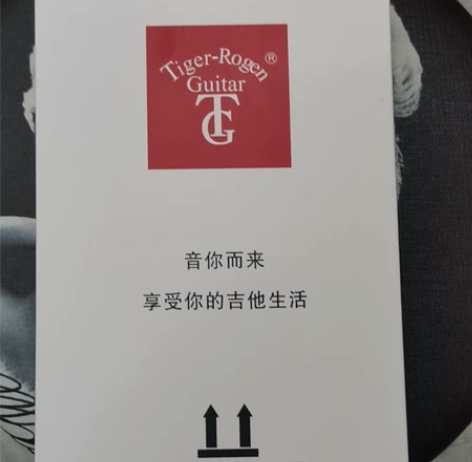 Tiger-Rogen®
Guitar
TG
音你而来
享受你的吉他生活